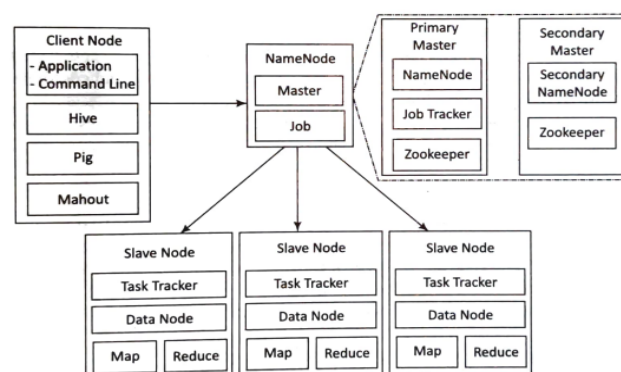 Client Node
- Application
- Command Line
Hive
Pig
Mahout
NameNode
Master
Job
Primary
Master
NameNode
Job Tracker
Zookeeper
Secondary
Master
Secondary
NameNode
Zookeeper
Slave Node
Task Tracker
Data Node
Map
Reduce
Slave Node
Task Tracker
Data Node
Map
Reduce
Slave Node
Task Tracker
Data Node
Map
Reduce